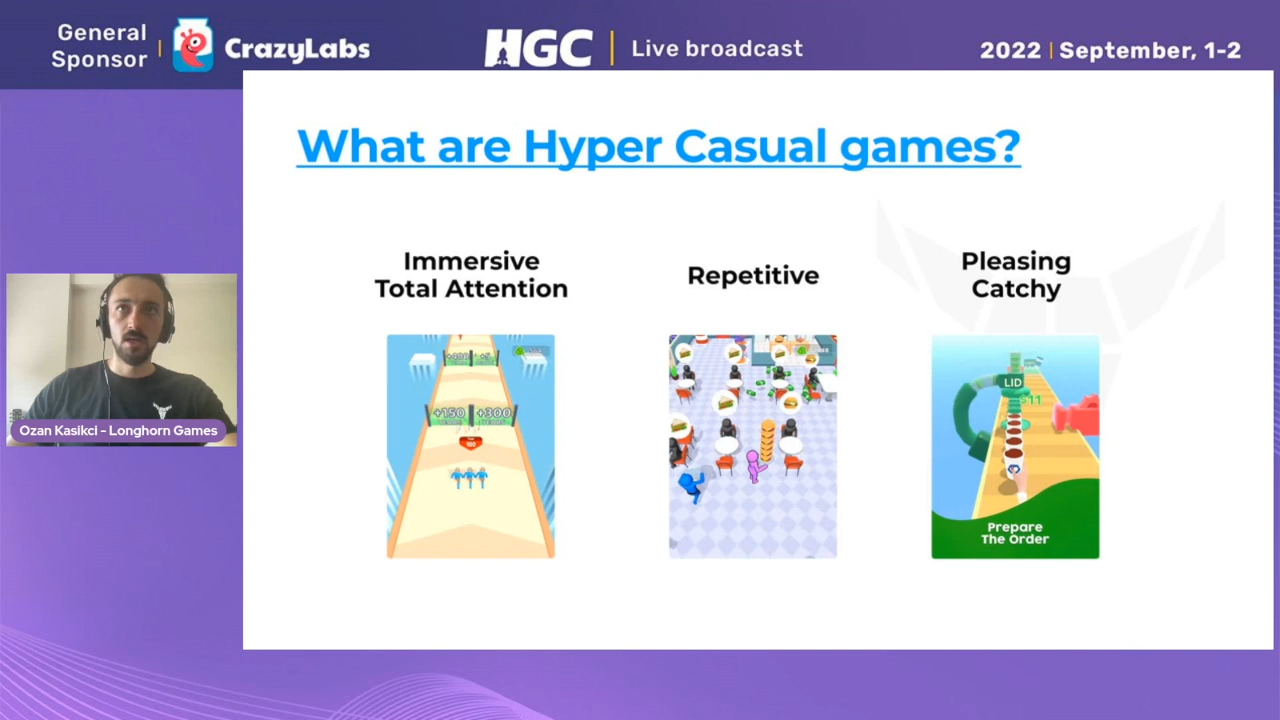 General
Sponsor
CrazyLabs
HGC
Live broadcast
2022 | September, 1-2
What are Hyper Casual games?
Immersive
Total Attention
Repetitive
Pleasing
Catchy
+150
+300
LID
$11
Prepare
The Order
Ozan Kasikci - Longhorn Games